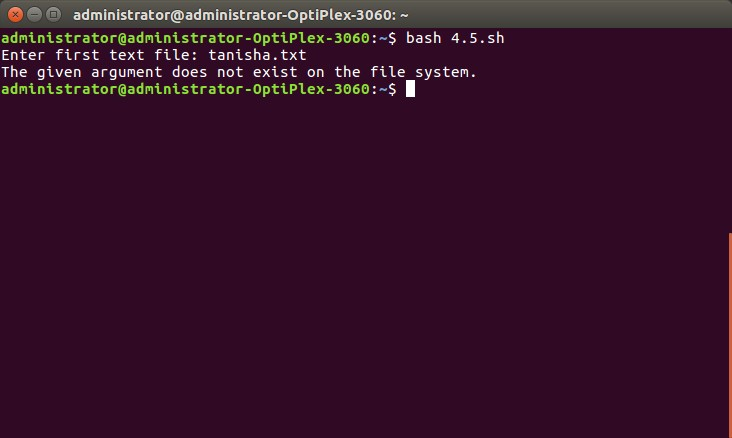 administrator@administrator-OptiPlex-3060: ~
administrator@administrator-OptiPlex-3060:~$ bash 4.5.sh
Enter first text file: tanisha.txt
The given argument does not exist on the file system.
administrator@administrator-OptiPlex-3060:~$